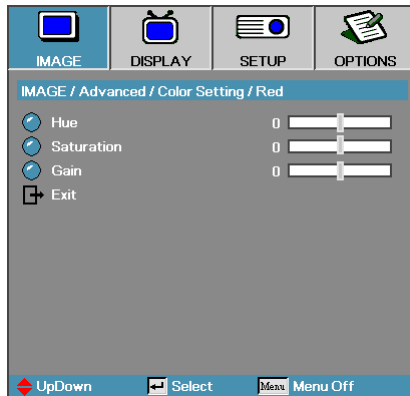 IMAGE DISPLAY SETUP OPTIONS
IMAGE / Advanced / Color Setting / Red
Hue 0
Saturation 0
Gain 0
Exit
UpDown Select Menu Menu Off